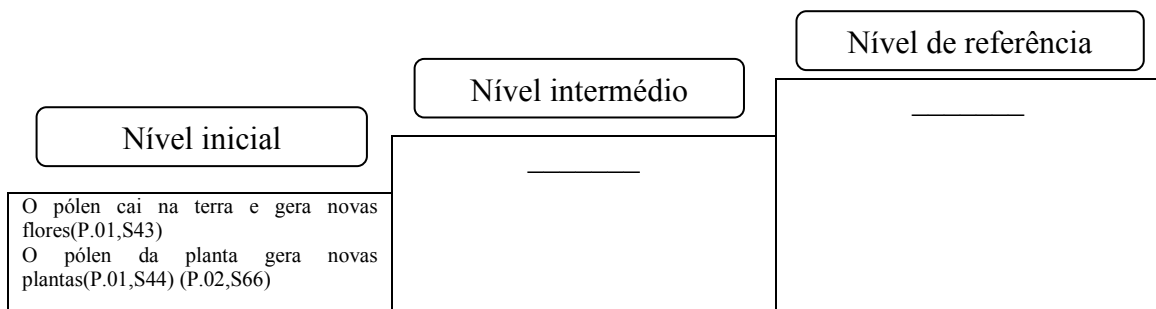 Nível de referência
Nível intermédio
Nível inicial
O pólen cai na terra e gera novas
flores(P.01,S43)
O pólen da planta gera novas
plantas(P.01,S44) (P.02,S66)